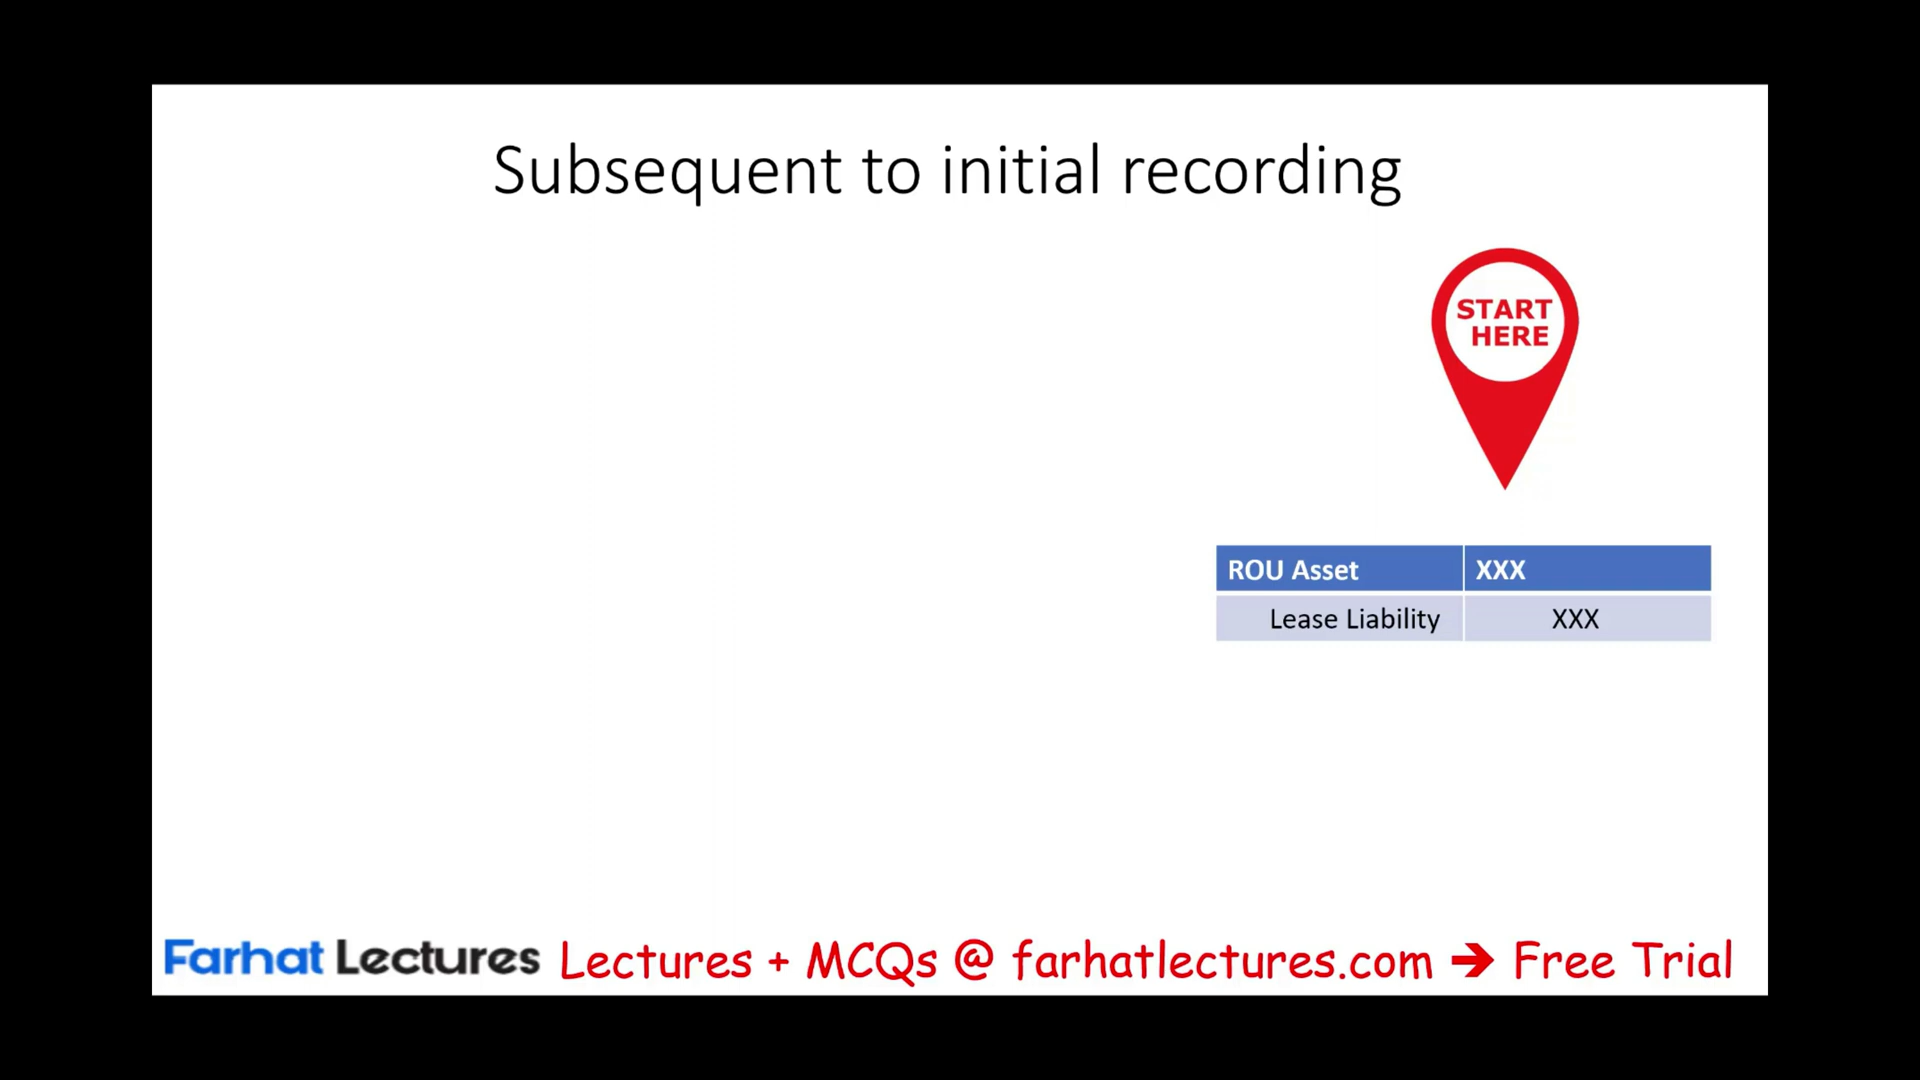 Subsequent to initial recording
START
HERE
ROU Asset XXX
Lease Liability XXX
Farhat Lectures Lectures + MCQs @ farhatlectures.com → Free Trial